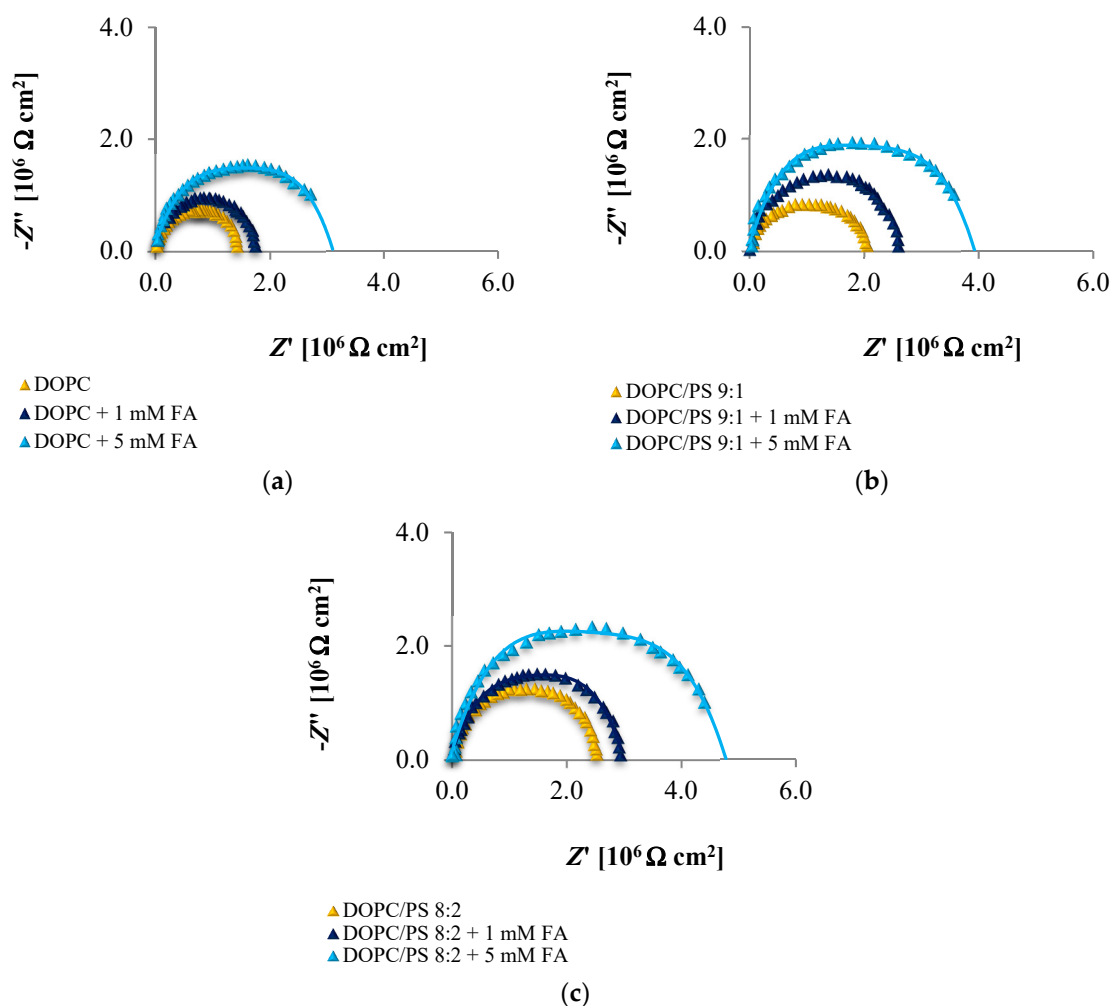 4.0
2.0
0.0
0.0 2.0 4.0 6.0
-Z'' [10⁶ Ω cm²]
Z' [10⁶ Ω cm²]
DOPC
DOPC + 1 mM FA
DOPC + 5 mM FA
(a)
4.0
2.0
0.0
0.0 2.0 4.0 6.0
-Z'' [10⁶ Ω cm²]
Z' [10⁶ Ω cm²]
DOPC/PS 9:1
DOPC/PS 9:1 + 1 mM FA
DOPC/PS 9:1 + 5 mM FA
(b)
4.0
2.0
0.0
0.0 2.0 4.0 6.0
-Z'' [10⁶ Ω cm²]
Z' [10⁶ Ω cm²]
DOPC/PS 8:2
DOPC/PS 8:2 + 1 mM FA
DOPC/PS 8:2 + 5 mM FA
(c)